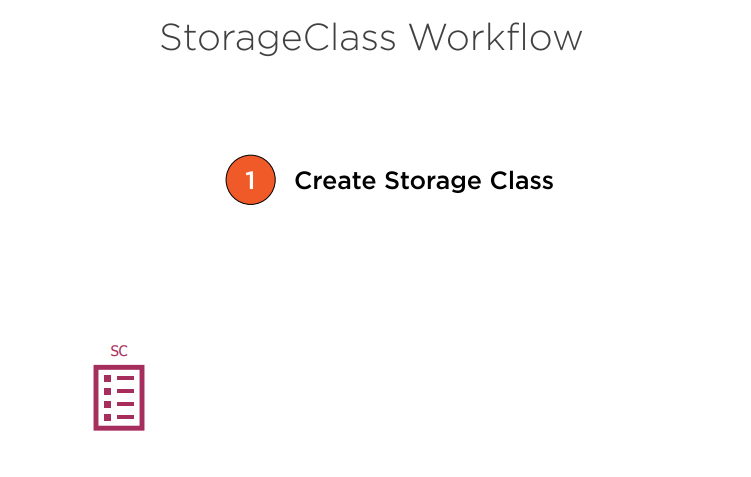 StorageClass Workflow
1 Create Storage Class
SC